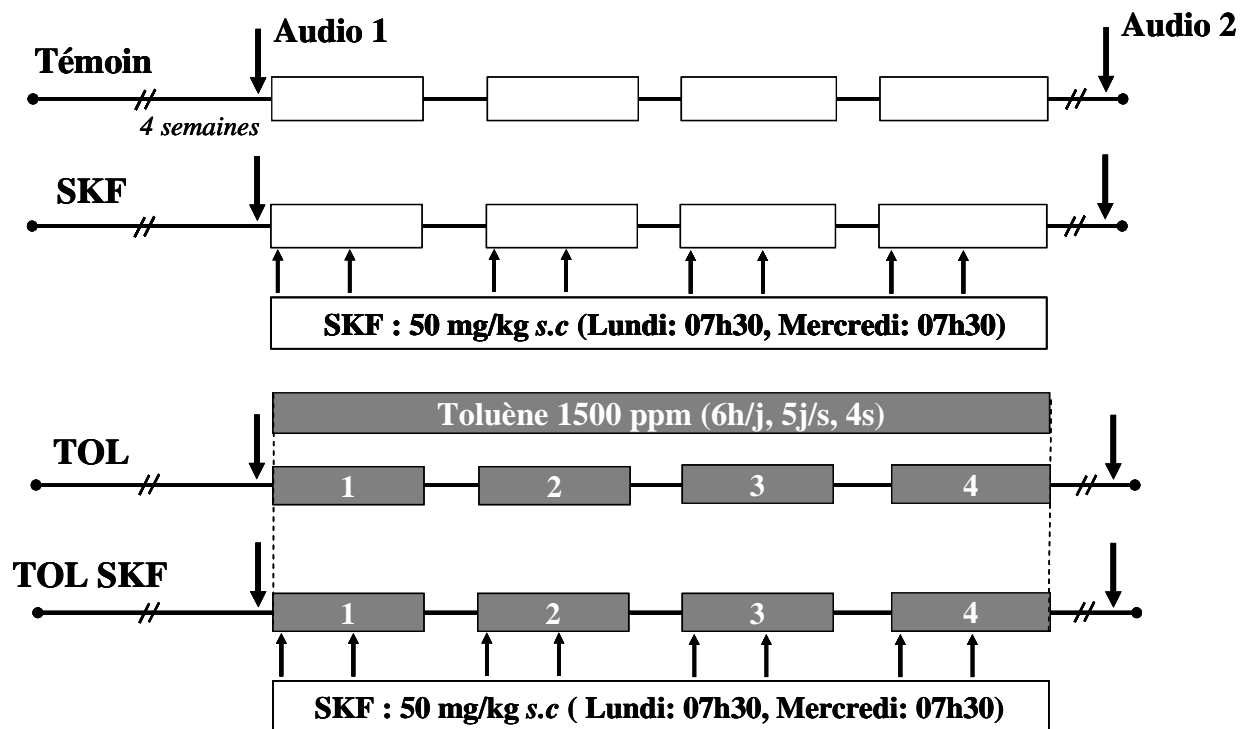 Audio 1
Audio 2
Témoin
4 semaines
SKF
SKF : 50 mg/kg s.c (Lundi: 07h30, Mercredi: 07h30)
Toluène 1500 ppm (6h/j, 5j/s, 4s)
TOL
1 2 3 4
TOL SKF
1 2 3 4
SKF : 50 mg/kg s.c ( Lundi: 07h30, Mercredi: 07h30)